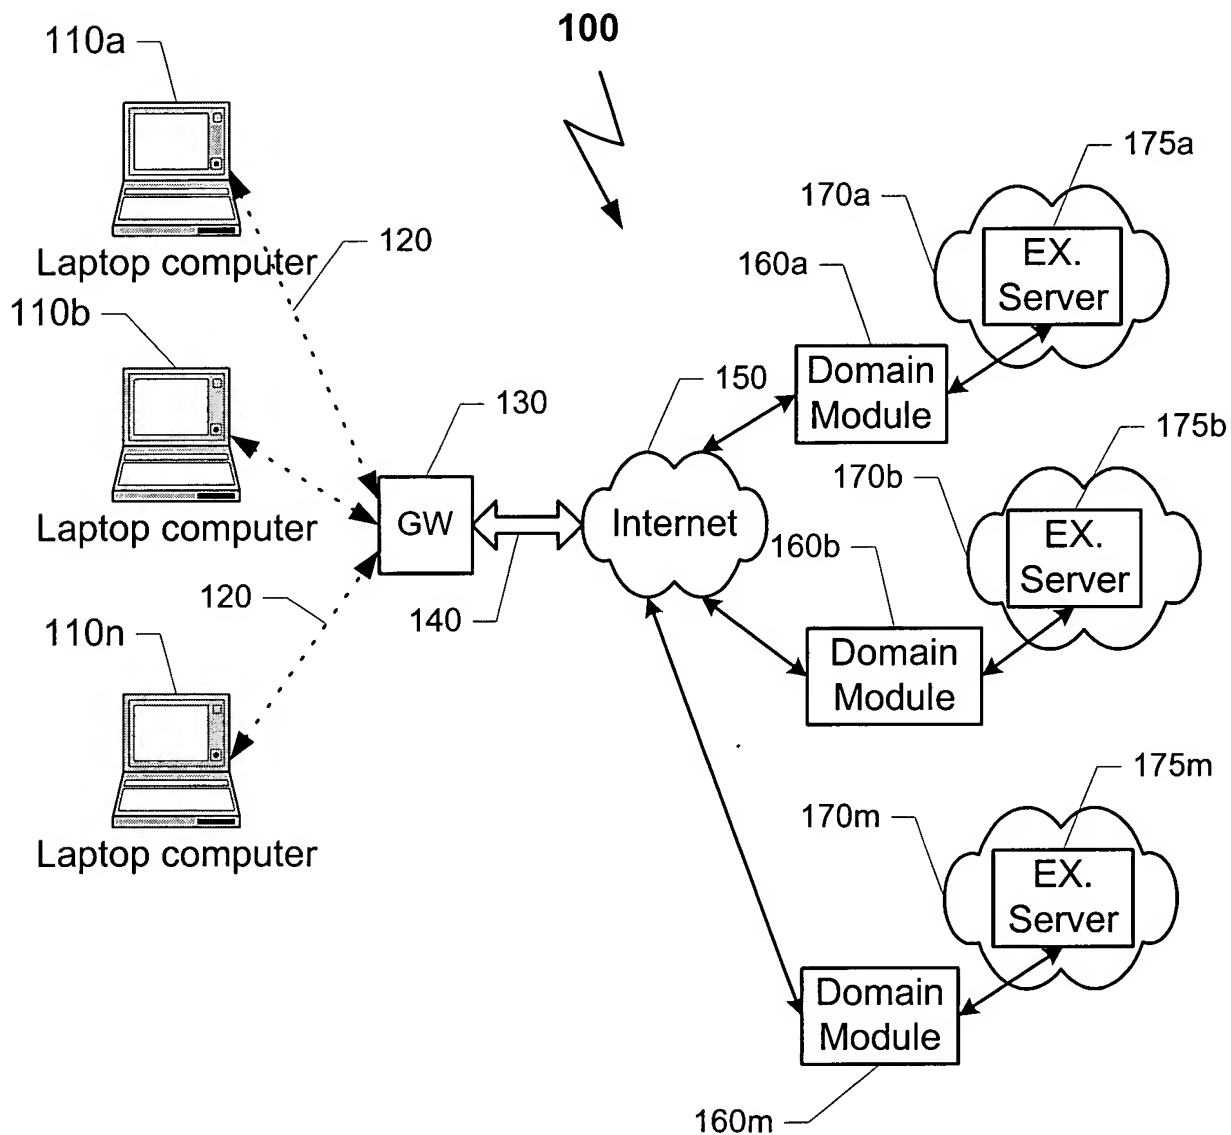 100
110a
Laptop computer
120
110b
Laptop computer
130
GW
140
120
110n
Laptop computer
150
Internet
160a
Domain
Module
170a
175a
EX.
Server
160b
Domain
Module
170b
175b
EX.
Server
170m
175m
EX.
Server
Domain
Module
160m